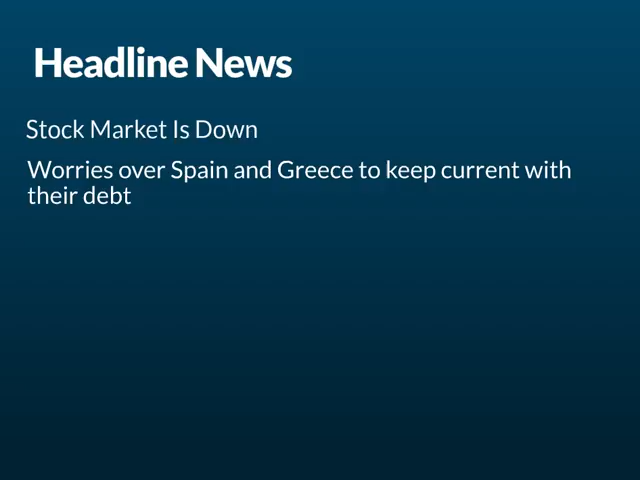 Headline News
Stock Market Is Down
Worries over Spain and Greece to keep current with
their debt